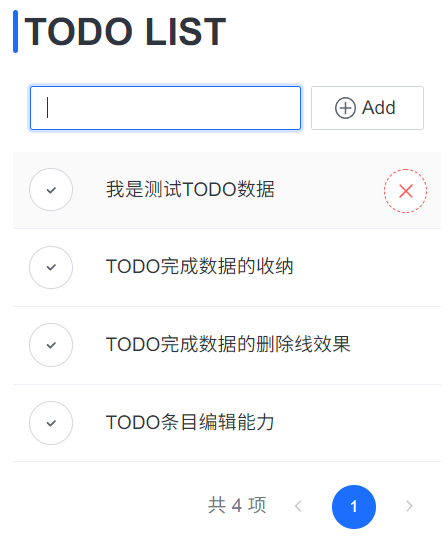 TODO LIST
Add
我是测试TODO数据
TODO完成数据的收纳
TODO完成数据的删除线效果
TODO条目编辑能力
共 4 项 1